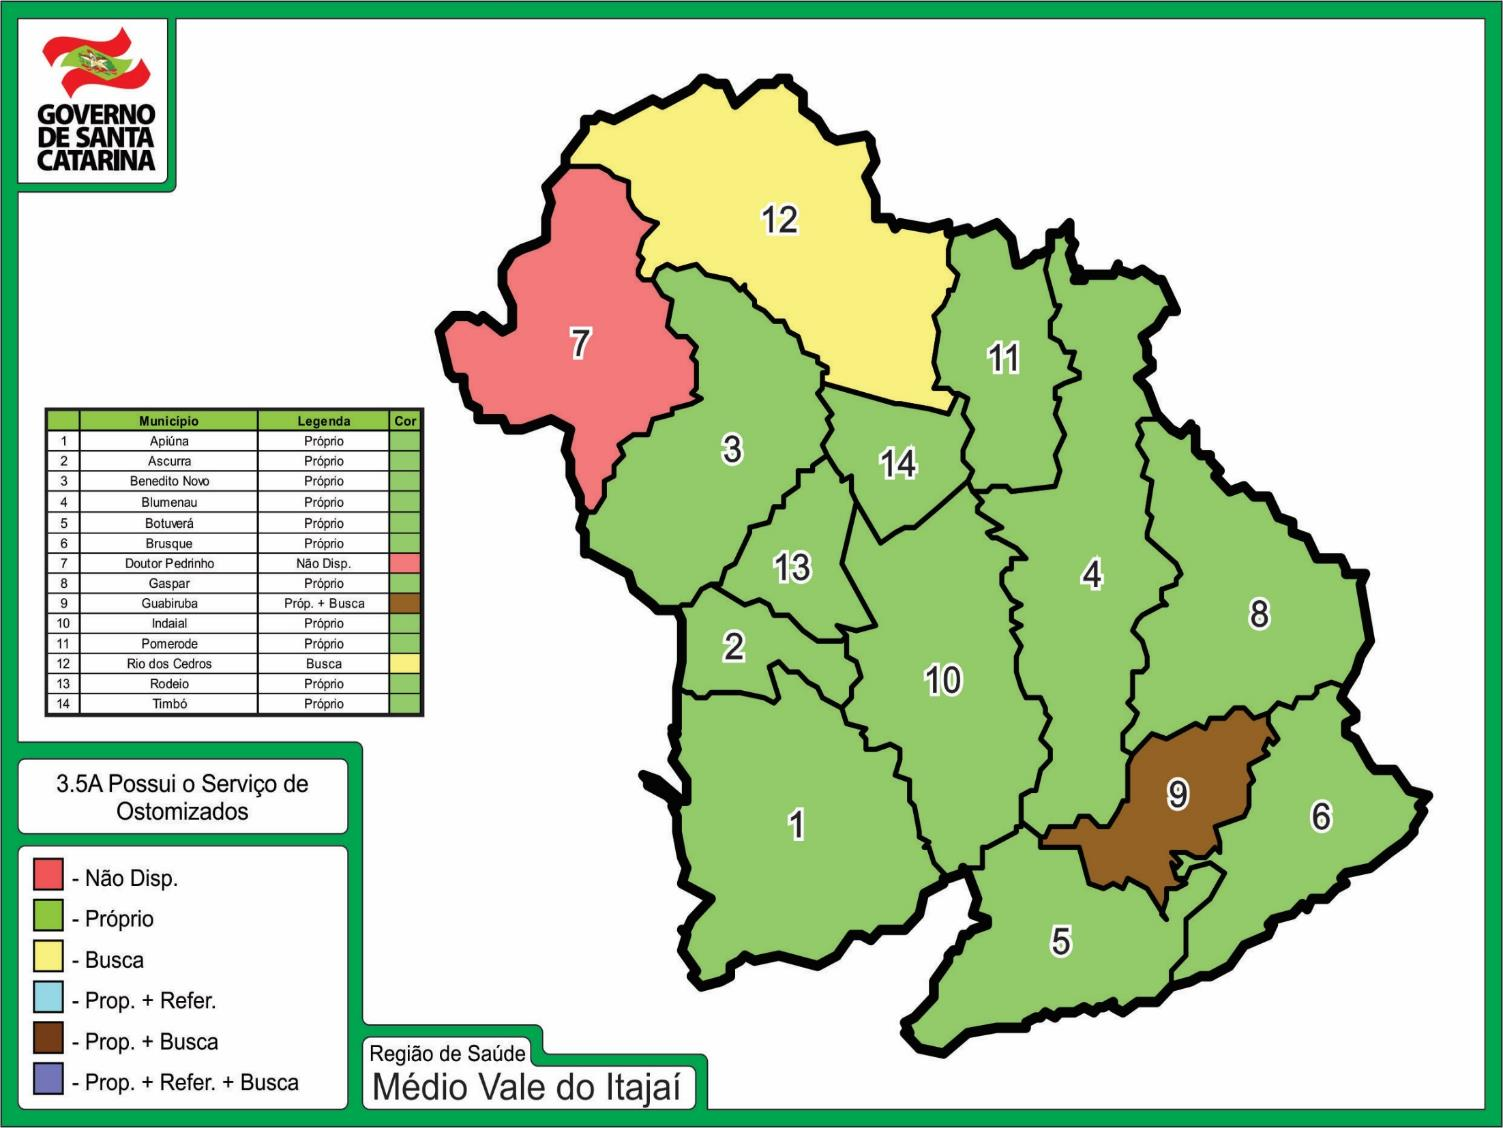 GOVERNO
DE SANTA
CATARINA
12
7
11
3
14
13
4
8
2
10
9
1
6
5
Município Legenda Cor
1 Apiúna Próprio
2 Ascurra Próprio
3 Benedito Novo Próprio
4 Blumenau Próprio
5 Botuverá Próprio
6 Brusque Próprio
7 Doutor Pedrinho Não Disp.
8 Gaspar Próprio
9 Guabiruba Próp. + Busca
10 Indaial Próprio
11 Pomerode Próprio
12 Rio dos Cedros Busca
13 Rodeio Próprio
14 Timbó Próprio
3.5A Possui o Serviço de
Ostomizados
- Não Disp.
- Próprio
- Busca
- Prop. + Refer.
- Prop. + Busca
- Prop. + Refer. + Busca
Região de Saúde
Médio Vale do Itajaí